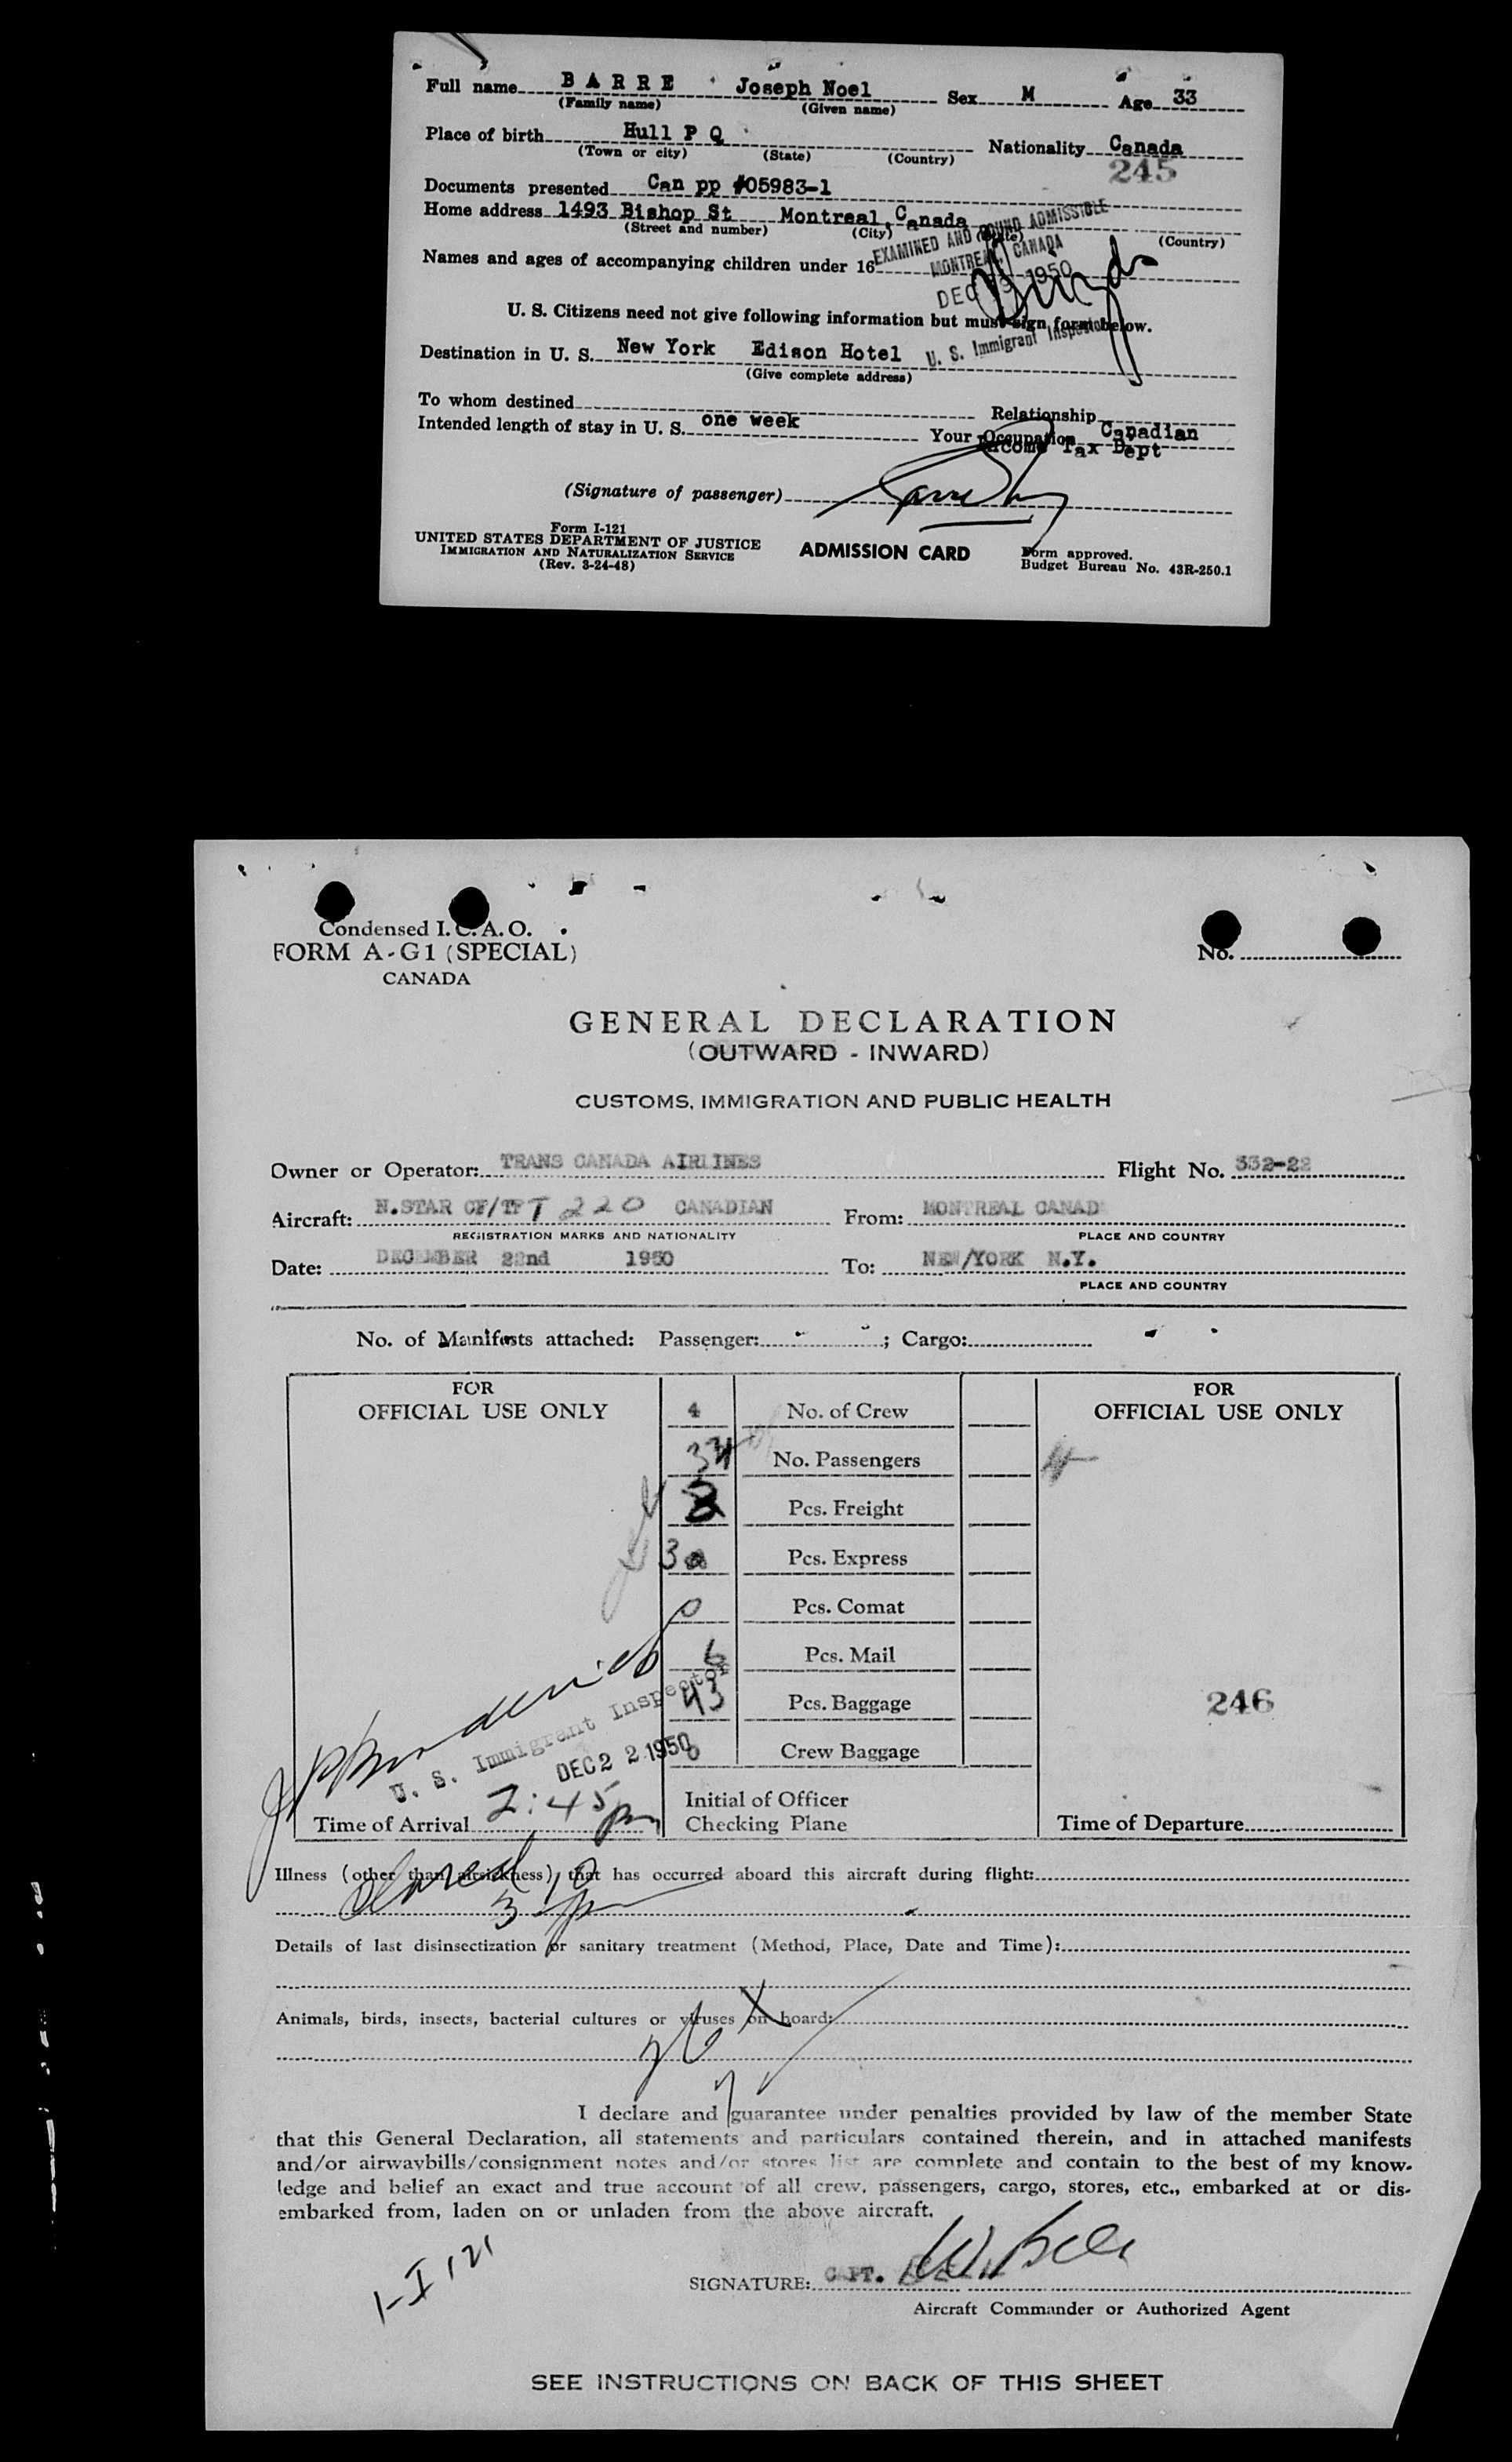 Full name BARRE Joseph Noel Sex M Age 33
(Family name) (Given name)
Place of birth Hull P Q Nationality Canada
(Town or city) (State) (Country)
245
Documents presented Can pp #05983-1
Home address 1493 Bishop St Montreal, Canada
(Street and number) (City) (State) (Country)
EXAMINED AND FOUND ADMISSIBLE
MONTREAL, CANADA
Names and ages of accompanying children under 16
DEC 1950
U. S. Citizens need not give following information but must sign form below.
U. S. Immigrant Inspector
Destination in U. S. New York Edison Hotel
(Give complete address)
To whom destined Relationship
Intended length of stay in U. S. one week Your Occupation Canadian
Income Tax Dept
(Signature of passenger)
Form I-121
UNITED STATES DEPARTMENT OF JUSTICE
IMMIGRATION AND NATURALIZATION SERVICE
(Rev. 3-24-48)
ADMISSION CARD
Form approved.
Budget Bureau No. 43R-250.1
Condensed I.C.A.O.
FORM A-G1 (SPECIAL)
CANADA
No.
GENERAL DECLARATION
(OUTWARD - INWARD)
CUSTOMS, IMMIGRATION AND PUBLIC HEALTH
Owner or Operator: TRANS CANADA AIRLINES Flight No. 332-22
Aircraft: N.STAR CF/TFT 220 CANADIAN From: MONTREAL CANAD
REGISTRATION MARKS AND NATIONALITY PLACE AND COUNTRY
Date: DECEMBER 22nd 1950 To: NEW/YORK N.Y.
PLACE AND COUNTRY
No. of Manifests attached: Passenger: ; Cargo:
FOR
OFFICIAL USE ONLY
FOR
OFFICIAL USE ONLY
4 No. of Crew
No. Passengers
Pcs. Freight
Pcs. Express
0 Pcs. Comat
6 Pcs. Mail
43 Pcs. Baggage
246
Crew Baggage
U. S. Immigrant Inspector
DEC 22 1950
Initial of Officer
Checking Plane
Time of Arrival 2:45 pm
Time of Departure
Illness (other than airsickness), that has occurred aboard this aircraft during flight:
Details of last disinsectization or sanitary treatment (Method, Place, Date and Time):
Animals, birds, insects, bacterial cultures or viruses on board:
I declare and guarantee under penalties provided by law of the member State
that this General Declaration, all statements and particulars contained therein, and in attached manifests
and/or airwaybills/consignment notes and/or stores list are complete and contain to the best of my know-
ledge and belief an exact and true account of all crew, passengers, cargo, stores, etc., embarked at or dis-
embarked from, laden on or unladen from the above aircraft.
1-I 121
SIGNATURE: CAPT. W. Bell
Aircraft Commander or Authorized Agent
SEE INSTRUCTIONS ON BACK OF THIS SHEET